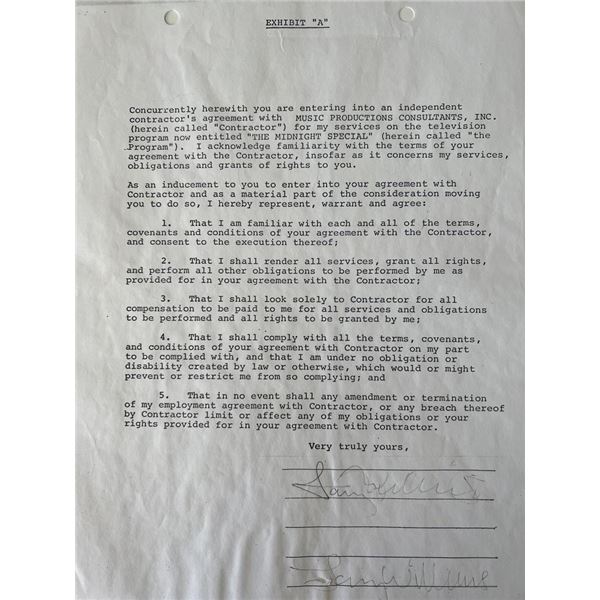 EXHIBIT "A"
Concurrently herewith you are entering into an independent
contractor's agreement with MUSIC PRODUCTIONS CONSULTANTS, INC.
(herein called "Contractor") for my services on the television
program now entitled "THE MIDNIGHT SPECIAL" (herein called "the
Program"). I acknowledge familiarity with the terms of your
agreement with the Contractor, insofar as it concerns my services,
obligations and grants of rights to you.
As an inducement to you to enter into your agreement with
Contractor and as a material part of the consideration moving
you to do so, I hereby represent, warrant and agree:
1. That I am familiar with each and all of the terms,
covenants and conditions of your agreement with the Contractor,
and consent to the execution thereof;
2. That I shall render all services, grant all rights,
and perform all other obligations to be performed by me as
provided for in your agreement with the Contractor;
3. That I shall look solely to Contractor for all
compensation to be paid to me for all services and obligations
to be performed and all rights to be granted by me;
4. That I shall comply with all the terms, covenants,
and conditions of your agreement with Contractor on my part
to be complied with, and that I am under no obligation or
disability created by law or otherwise, which would or might
prevent or restrict me from so complying; and
5. That in no event shall any amendment or termination
of my employment agreement with Contractor, or any breach thereof
by Contractor limit or affect any of my obligations or your
rights provided for in your agreement with Contractor.
Very truly yours,